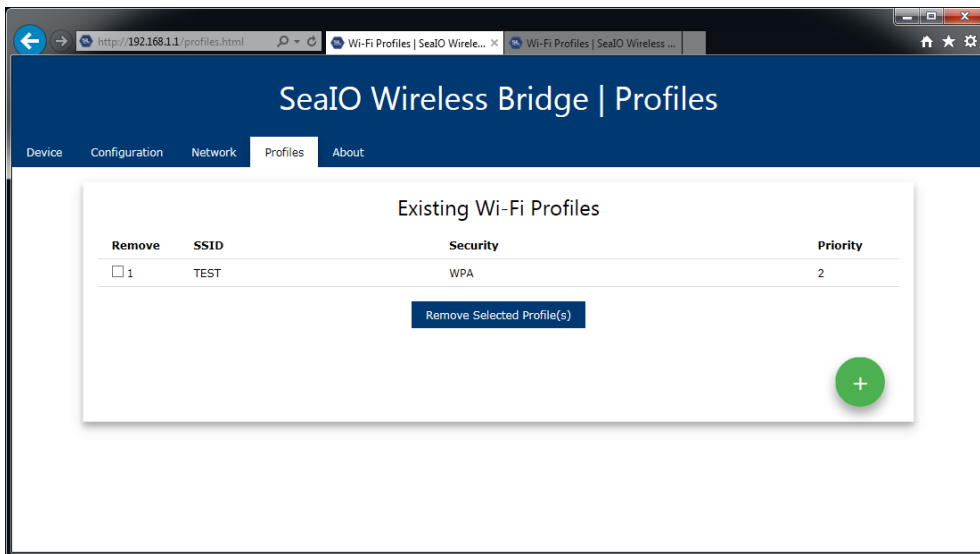 http://192.168.1.1/profiles.html
Wi-Fi Profiles | SeaIO Wirele...
Wi-Fi Profiles | SeaIO Wireless ...
SeaIO Wireless Bridge | Profiles
Device Configuration Network Profiles About
Existing Wi-Fi Profiles
Remove SSID Security Priority
1 TEST WPA 2
Remove Selected Profile(s)
+